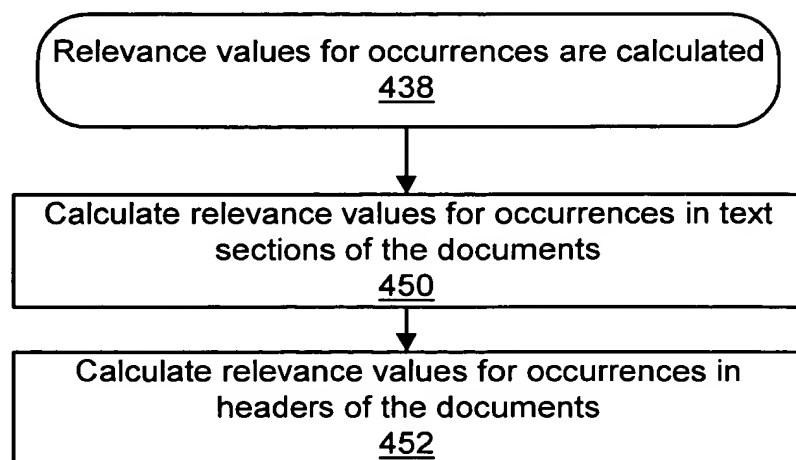 Relevance values for occurrences are calculated
438
Calculate relevance values for occurrences in text
sections of the documents
450
Calculate relevance values for occurrences in
headers of the documents
452